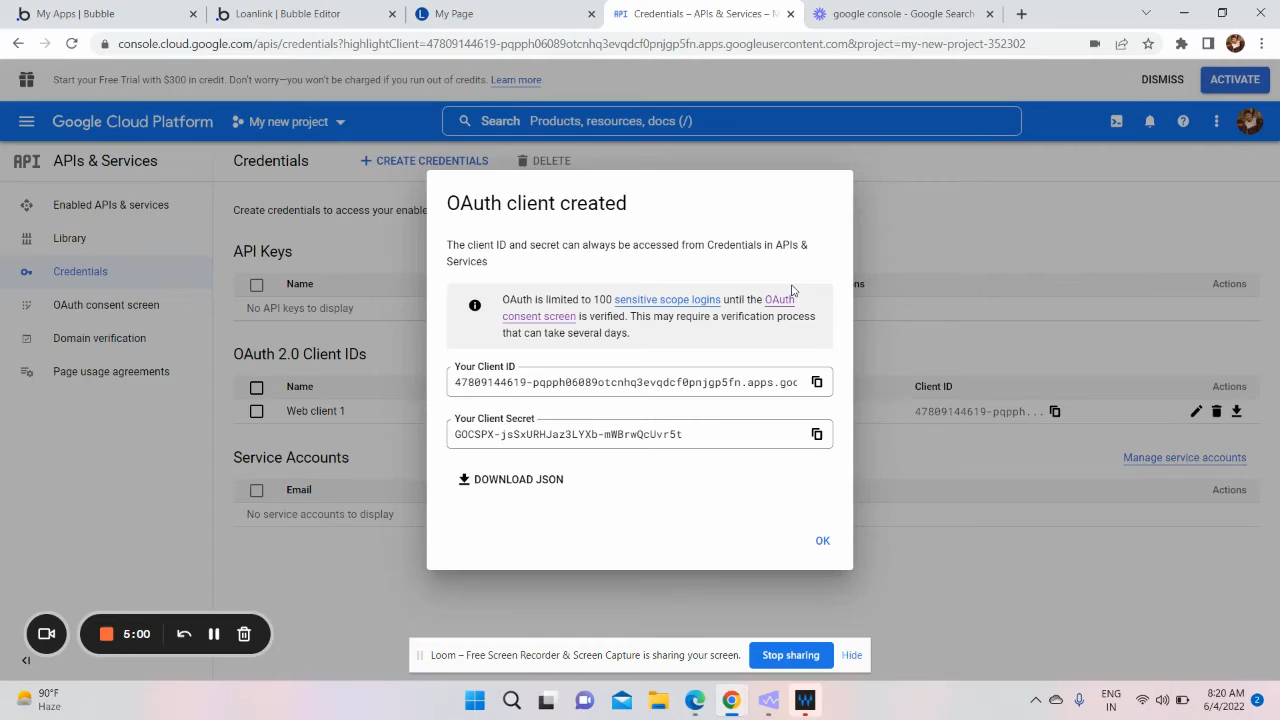 My Apps | Bubble
Loanlink | Bubble Editor
My Page
API Credentials – APIs & Services – M
google console - Google Search
console.cloud.google.com/apis/credentials?highlightClient=47809144619-pqpph06089otcnhq3evqdcf0pnjgp5fn.apps.googleusercontent.com&project=my-new-project-352302
Start your Free Trial with $300 in credit. Don't worry—you won't be charged if you run out of credits. Learn more
DISMISS
ACTIVATE
Google Cloud Platform
My new project
Search Products, resources, docs (/)
API APIs & Services
Credentials
+ CREATE CREDENTIALS
DELETE
Enabled APIs & services
Library
Credentials
OAuth consent screen
Domain verification
Page usage agreements
Create credentials to access your enable
API Keys
Name
Actions
No API keys to display
OAuth 2.0 Client IDs
Name
Client ID
Actions
Web client 1
47809144619-pqpph...
Service Accounts
Manage service accounts
Email
Actions
No service accounts to display
OAuth client created
The client ID and secret can always be accessed from Credentials in APIs &
Services
OAuth is limited to 100 sensitive scope logins until the OAuth
consent screen is verified. This may require a verification process
that can take several days.
Your Client ID
47809144619-pqpph06089otcnhq3evqdcf0pnjgp5fn.apps.goo
Your Client Secret
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
DOWNLOAD JSON
OK
5:00
Loom – Free Screen Recorder & Screen Capture is sharing your screen.
Stop sharing
Hide
90°F
Haze
ENG
IN
8:20 AM
6/4/2022
2